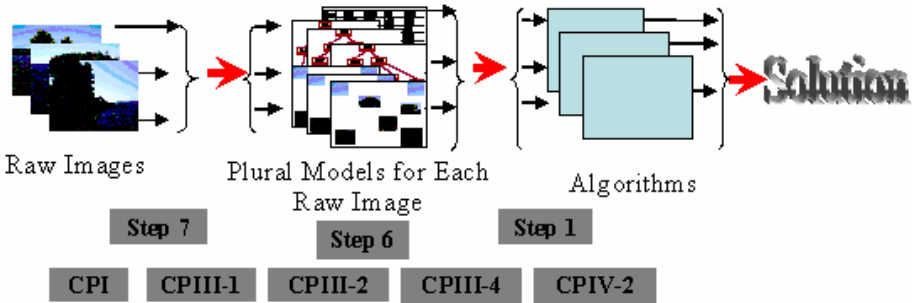 Solution
Raw Images
Plural Models for Each
Raw Image
Algorithms
Step 7
Step 6
Step 1
CPI
CPIII-1
CPIII-2
CPIII-4
CPIV-2